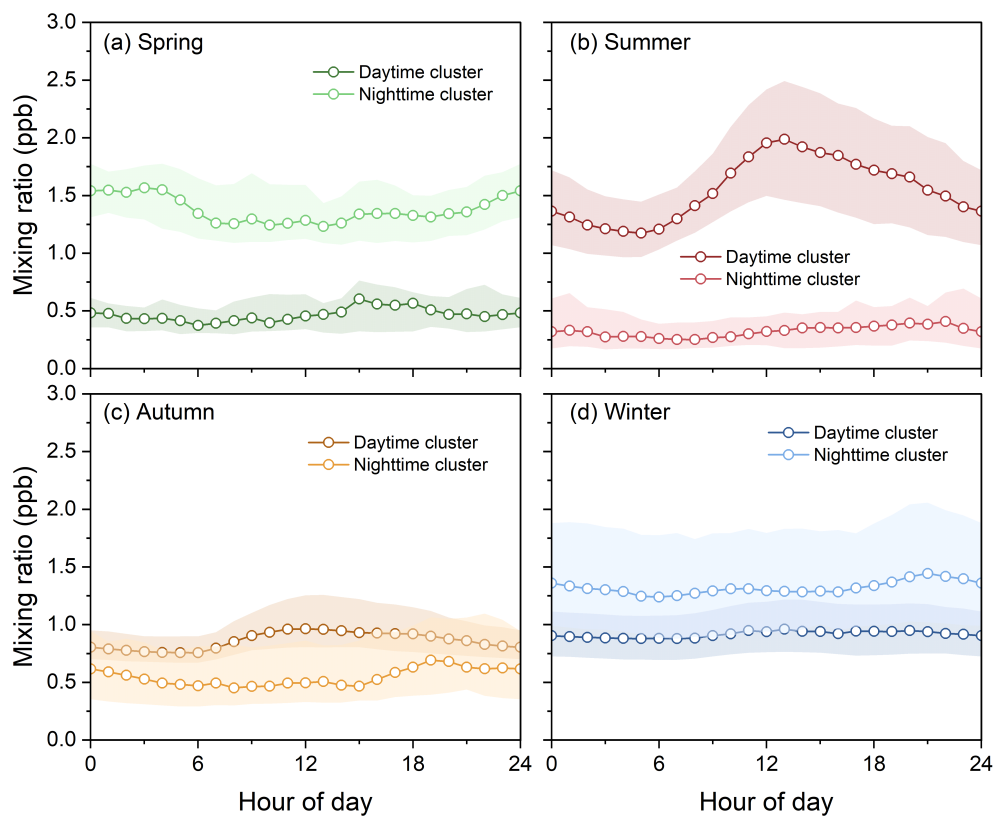 (a) Spring
Daytime cluster
Nighttime cluster
Mixing ratio (ppb)
3.0
2.5
2.0
1.5
1.0
0.5
0.0
(b) Summer
Daytime cluster
Nighttime cluster
(c) Autumn
Daytime cluster
Nighttime cluster
Mixing ratio (ppb)
3.0
2.5
2.0
1.5
1.0
0.5
0.0
0 6 12 18 24
Hour of day
(d) Winter
Daytime cluster
Nighttime cluster
0 6 12 18 24
Hour of day